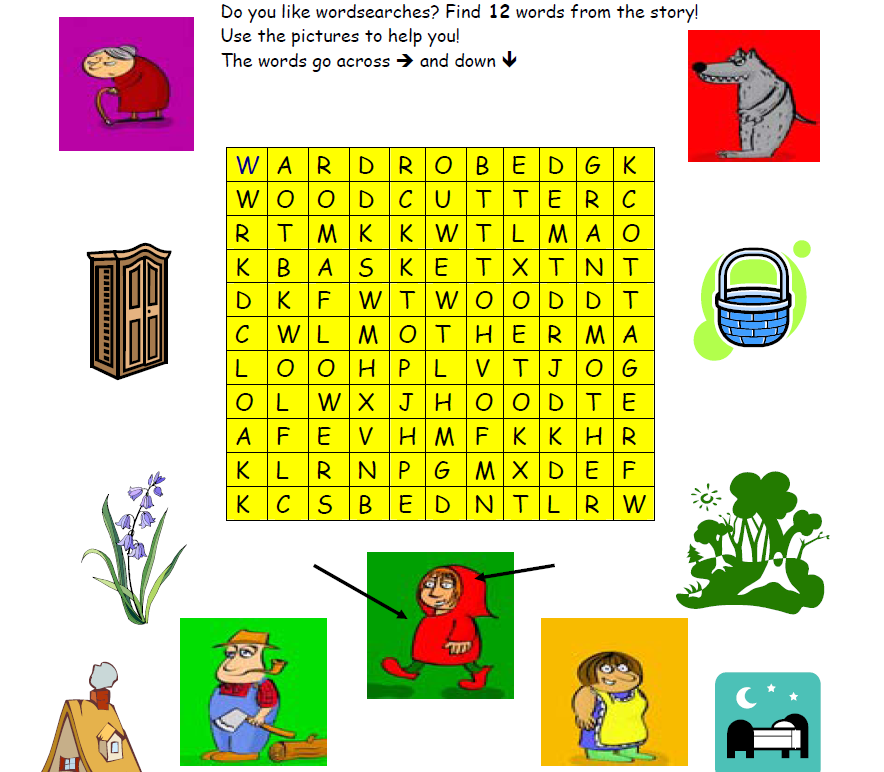 Do you like wordsearches? Find 12 words from the story!
Use the pictures to help you!
The words go across ➔ and down 🡇
W A R D R O B E D G K
W O O D C U T T E R C
R T M K K W T L M A O
K B A S K E T X T N T
D K F W T W O O D D T
C W L M O T H E R M A
L O O H P L V T J O G
O L W X J H O O D T E
A F E V H M F K K H R
K L R N P G M X D E F
K C S B E D N T L R W